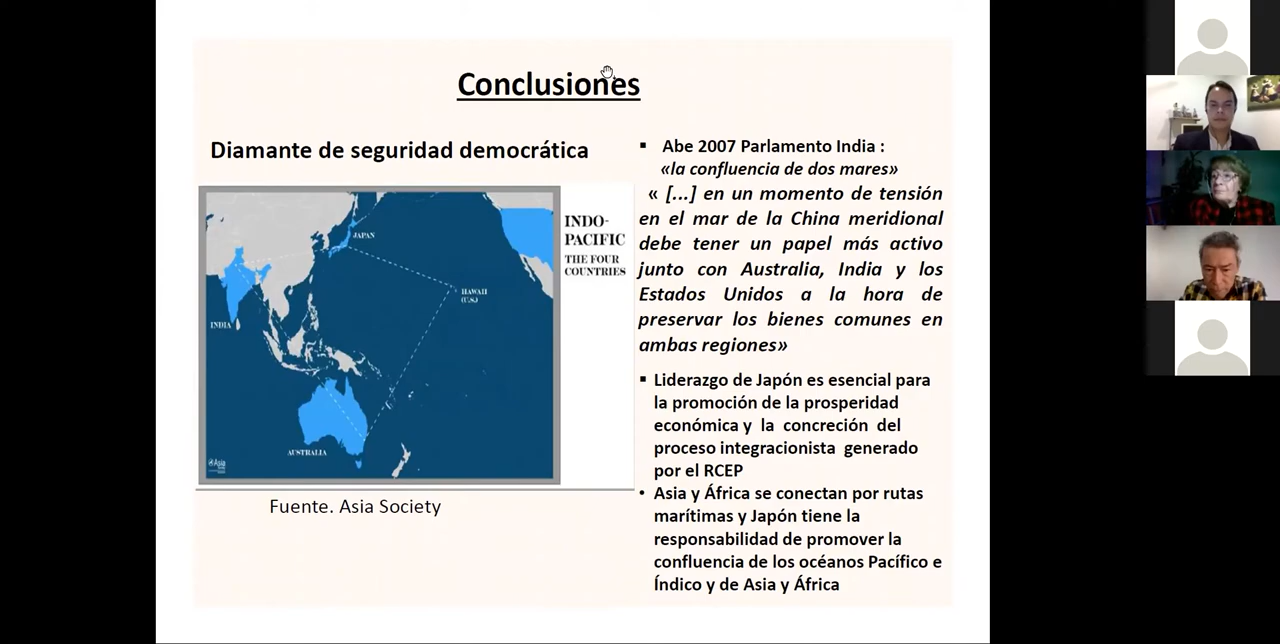 Conclusiones
Diamante de seguridad democrática
JAPAN
HAWAII
(U.S.)
INDIA
AUSTRALIA
Asia
INDO-
PACIFIC
THE FOUR
COUNTRIES
Fuente. Asia Society
▪ Abe 2007 Parlamento India :
«la confluencia de dos mares»
« [...] en un momento de tensión
en el mar de la China meridional
debe tener un papel más activo
junto con Australia, India y los
Estados Unidos a la hora de
preservar los bienes comunes en
ambas regiones»
▪ Liderazgo de Japón es esencial para
la promoción de la prosperidad
económica y la concreción del
proceso integracionista generado
por el RCEP
• Asia y África se conectan por rutas
marítimas y Japón tiene la
responsabilidad de promover la
confluencia de los océanos Pacífico e
Índico y de Asia y África